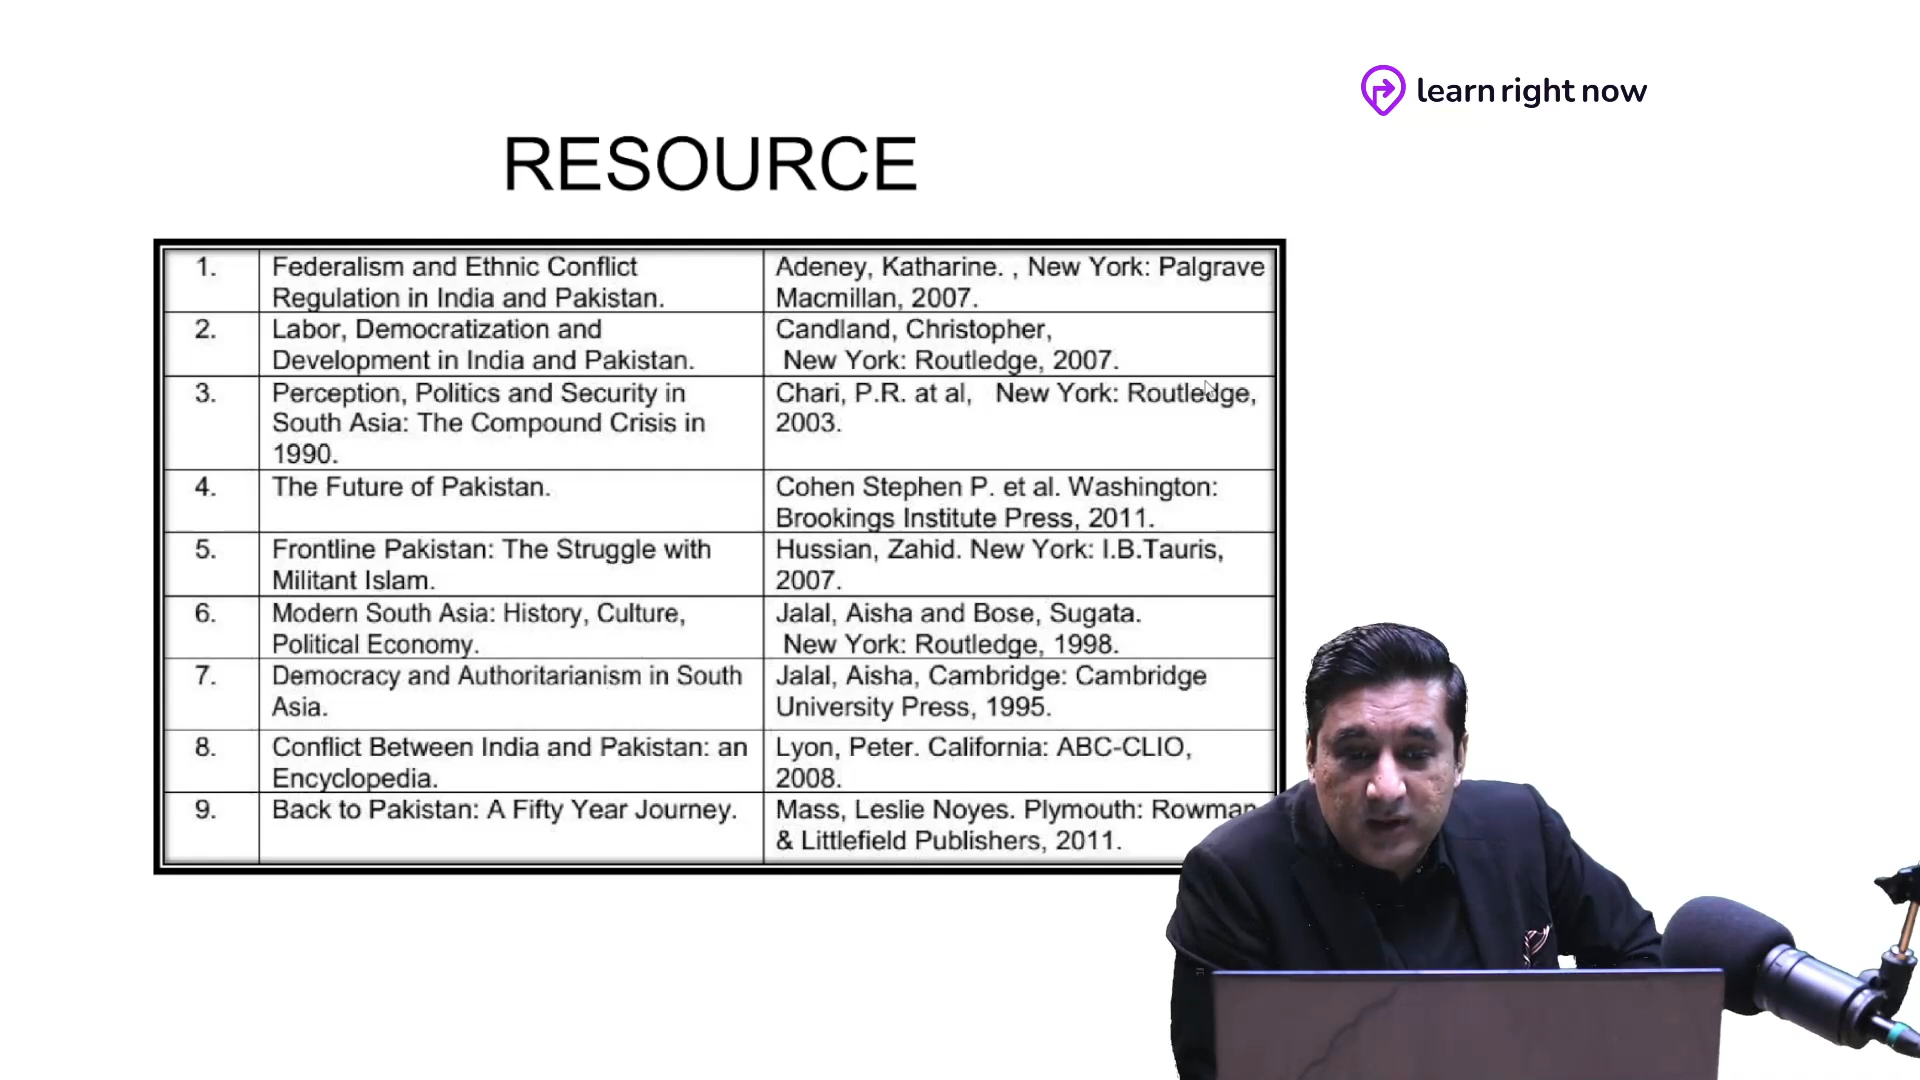 learn right now
RESOURCE
1.
Federalism and Ethnic Conflict
Regulation in India and Pakistan.
Adeney, Katharine. , New York: Palgrave
Macmillan, 2007.
2.
Labor, Democratization and
Development in India and Pakistan.
Candland, Christopher,
New York: Routledge, 2007.
3.
Perception, Politics and Security in
South Asia: The Compound Crisis in
1990.
Chari, P.R. at al, New York: Routledge,
2003.
4.
The Future of Pakistan.
Cohen Stephen P. et al. Washington:
Brookings Institute Press, 2011.
5.
Frontline Pakistan: The Struggle with
Militant Islam.
Hussian, Zahid. New York: I.B.Tauris,
2007.
6.
Modern South Asia: History, Culture,
Political Economy.
Jalal, Aisha and Bose, Sugata.
New York: Routledge, 1998.
7.
Democracy and Authoritarianism in South
Asia.
Jalal, Aisha, Cambridge: Cambridge
University Press, 1995.
8.
Conflict Between India and Pakistan: an
Encyclopedia.
Lyon, Peter. California: ABC-CLIO,
2008.
9.
Back to Pakistan: A Fifty Year Journey.
Mass, Leslie Noyes. Plymouth: Rowman
& Littlefield Publishers, 2011.